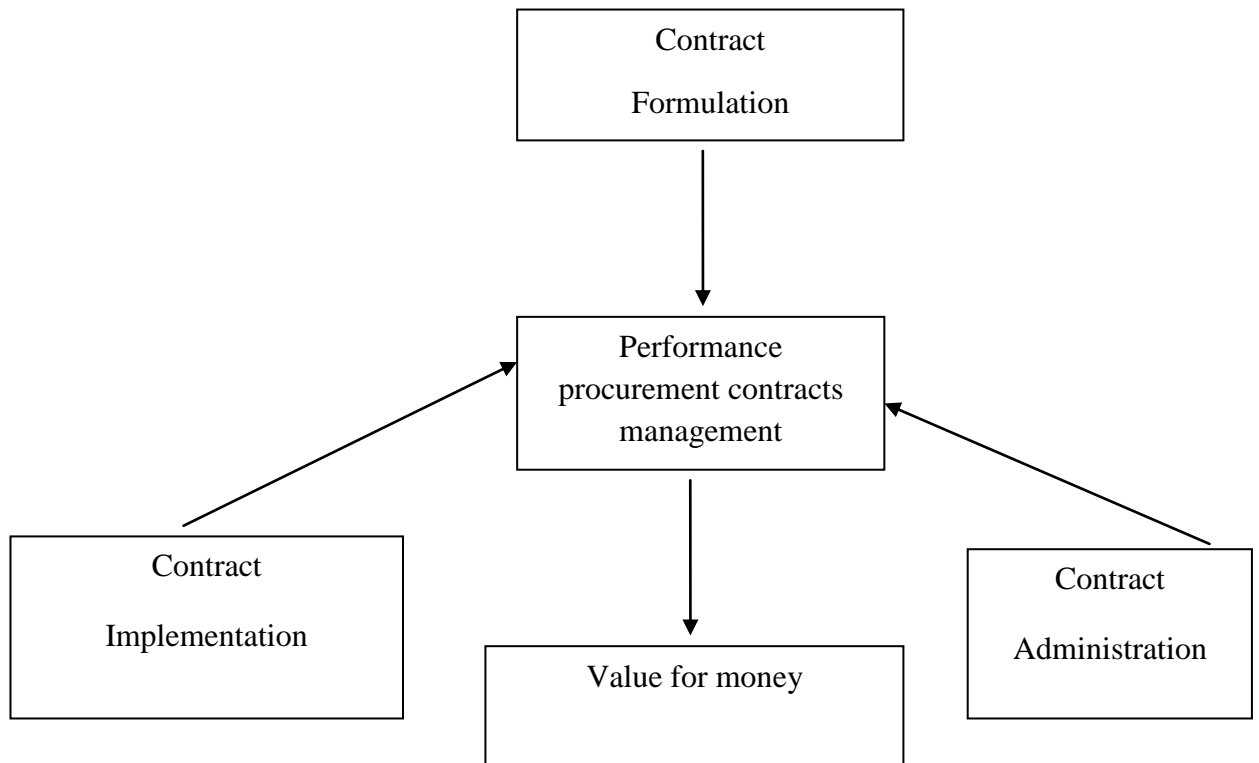 Contract
Formulation
Performance
procurement contracts
management
Contract
Implementation
Contract
Administration
Value for money